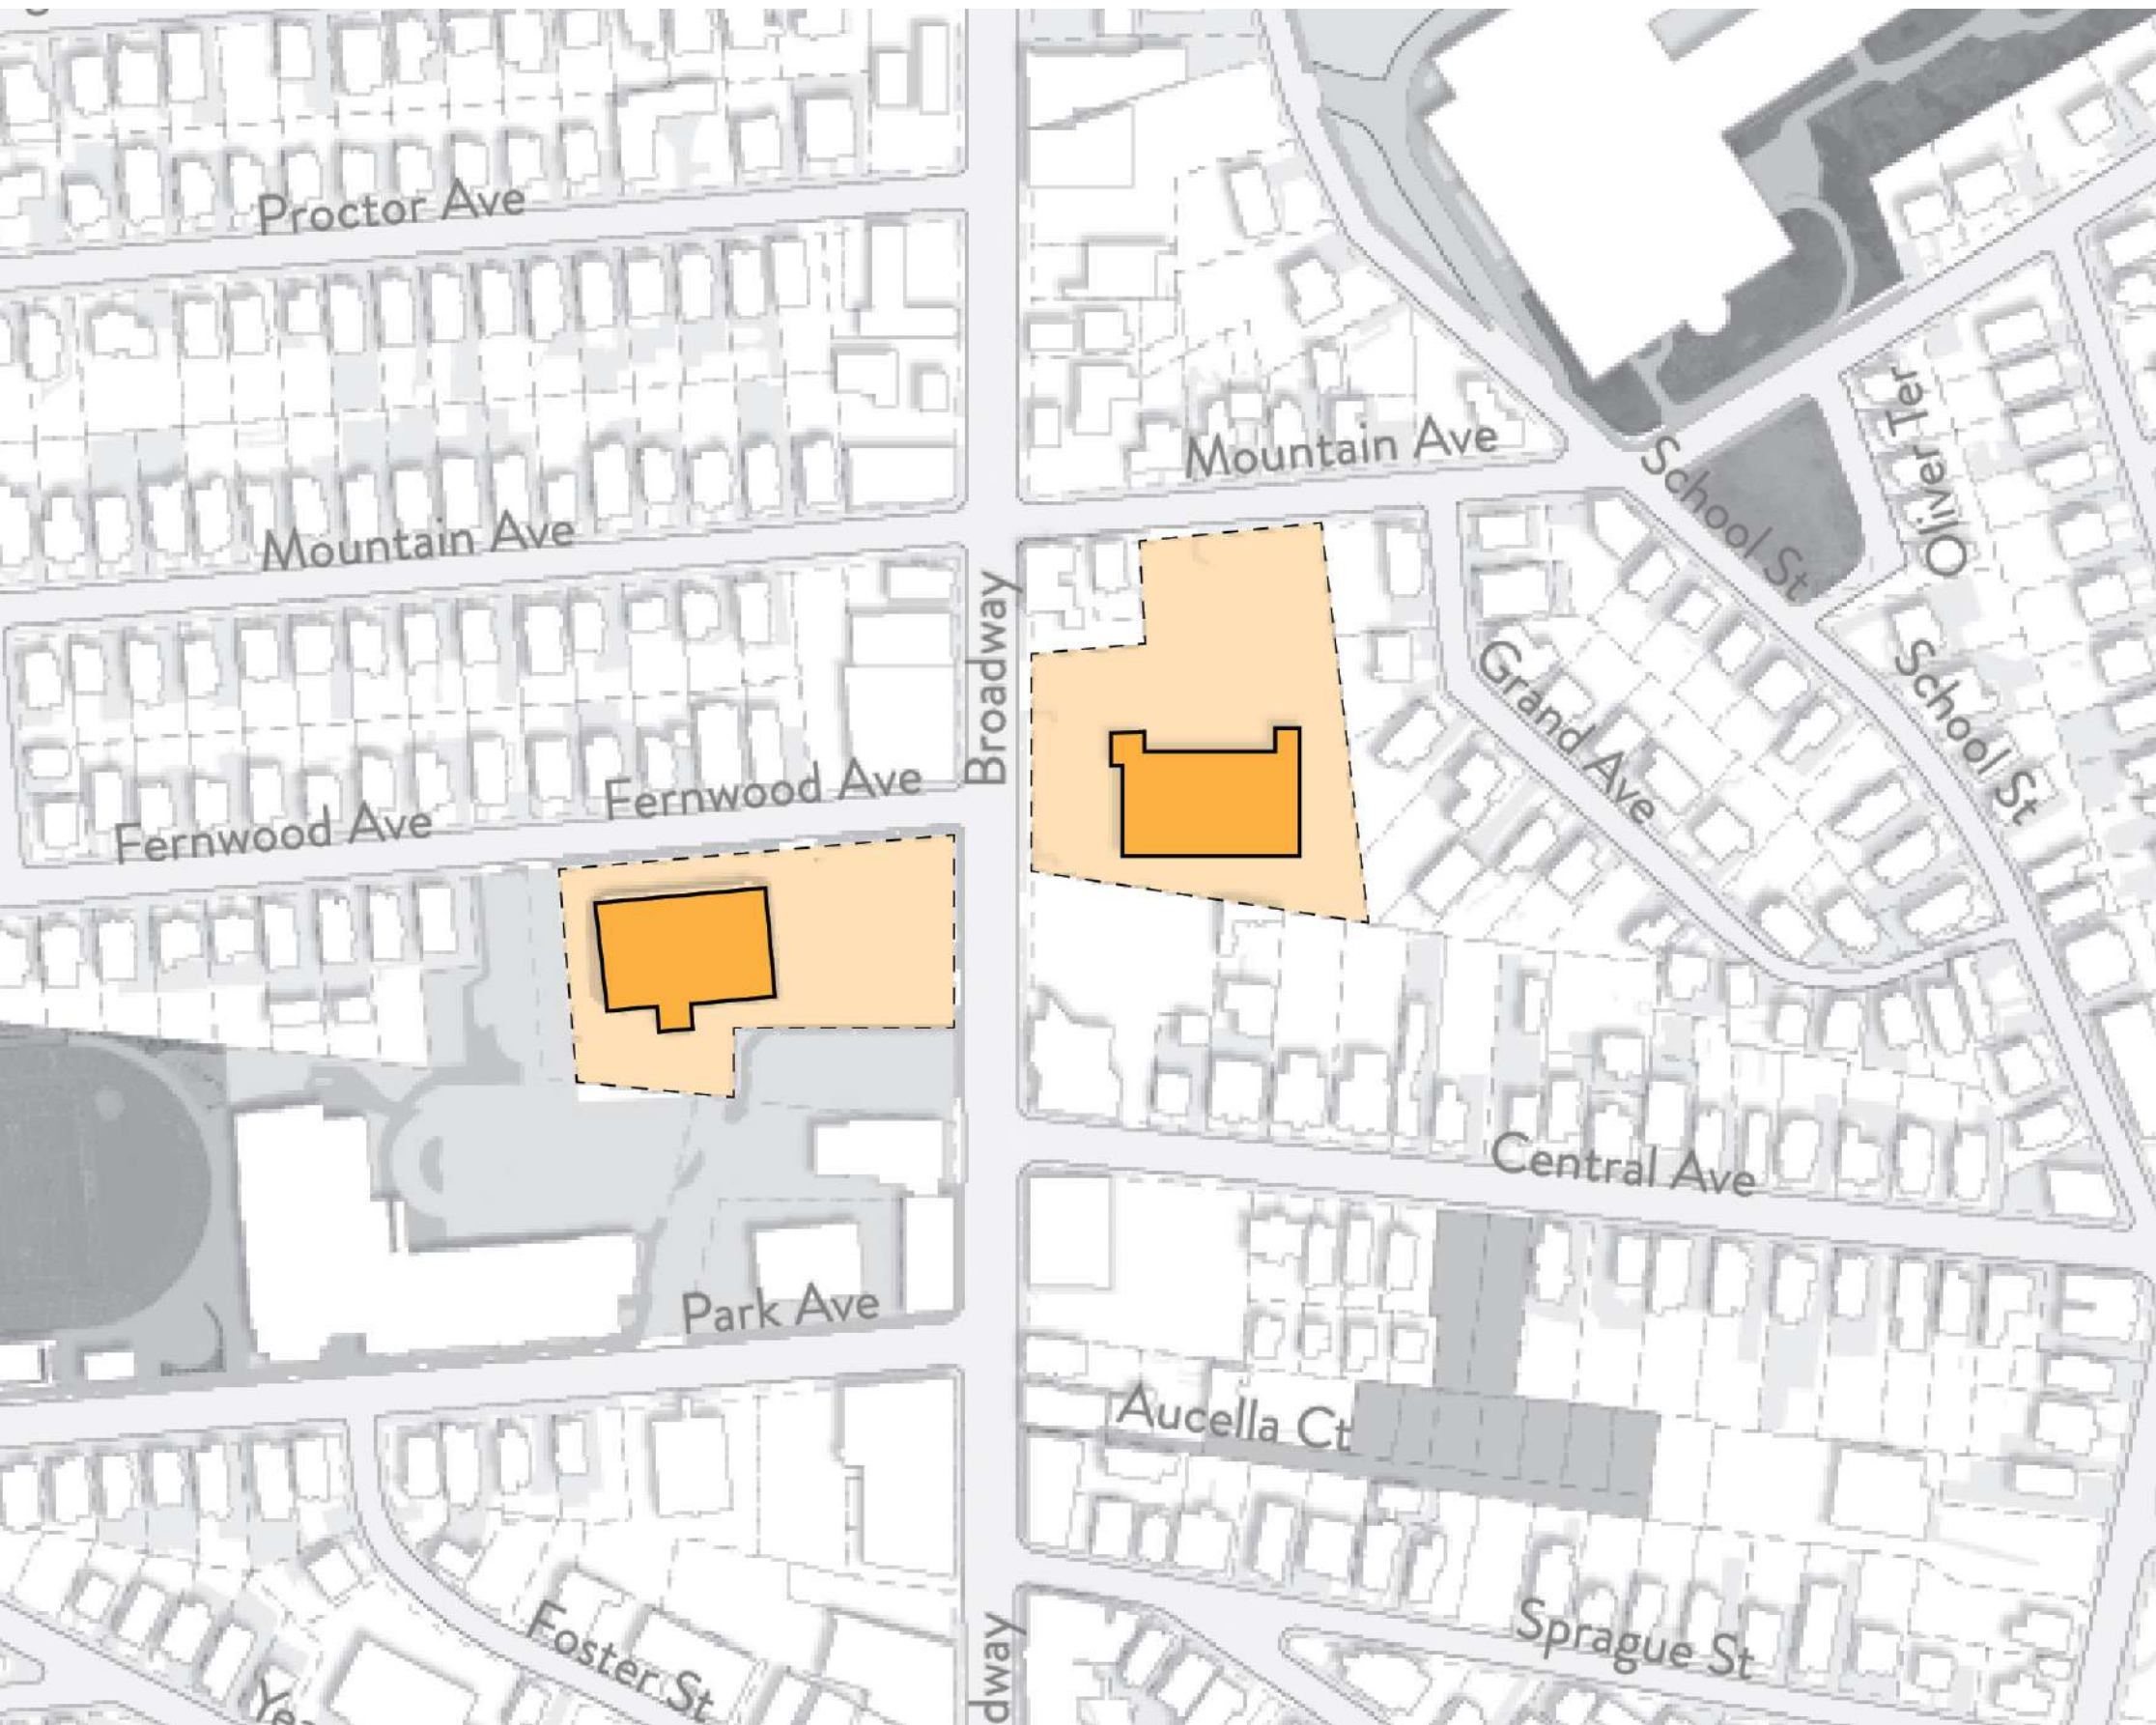 Proctor Ave
Mountain Ave
School St
Oliver Ter
Mountain Ave
Broadway
Grand Ave
School St
Fernwood Ave
Fernwood Ave
Central Ave
Park Ave
Aucella Ct
Foster St
Sprague St
dway
Yea